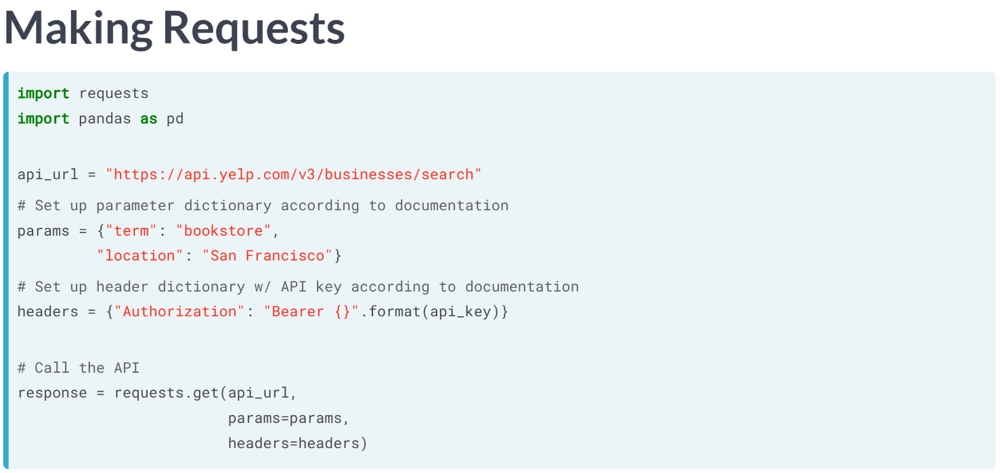 Making Requests
import requests
import pandas as pd
api_url = "https://api.yelp.com/v3/businesses/search"
# Set up parameter dictionary according to documentation
params = {"term": "bookstore",
          "location": "San Francisco"}
# Set up header dictionary w/ API key according to documentation
headers = {"Authorization": "Bearer {}".format(api_key)}
# Call the API
response = requests.get(api_url,
                        params=params,
                        headers=headers)